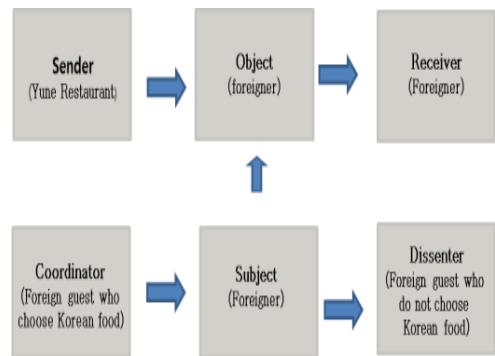 Sender
(Yune Restaurant)
Object
(foreigner)
Receiver
(Foreigner)
Coordinator
(Foreign guest who
choose Korean food)
Subject
(Foreigner)
Dissenter
(Foreign guest who
do not choose
Korean food)